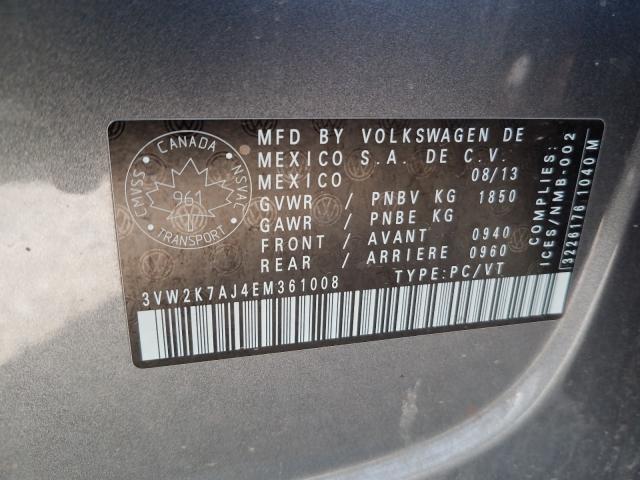 CANADA
CMVSS
NSVAC
961
TRANSPORT
MFD BY VOLKSWAGEN DE
MEXICO S.A. DE C.V.
MEXICO 08/13
GVWR / PNBV KG 1850
GAWR / PNBE KG
FRONT / AVANT 0940
REAR / ARRIERE 0960
TYPE:PC/VT
3VW2K7AJ4EM361008
COMPLIES:
ICES/NMB-002
3226176 1040 M